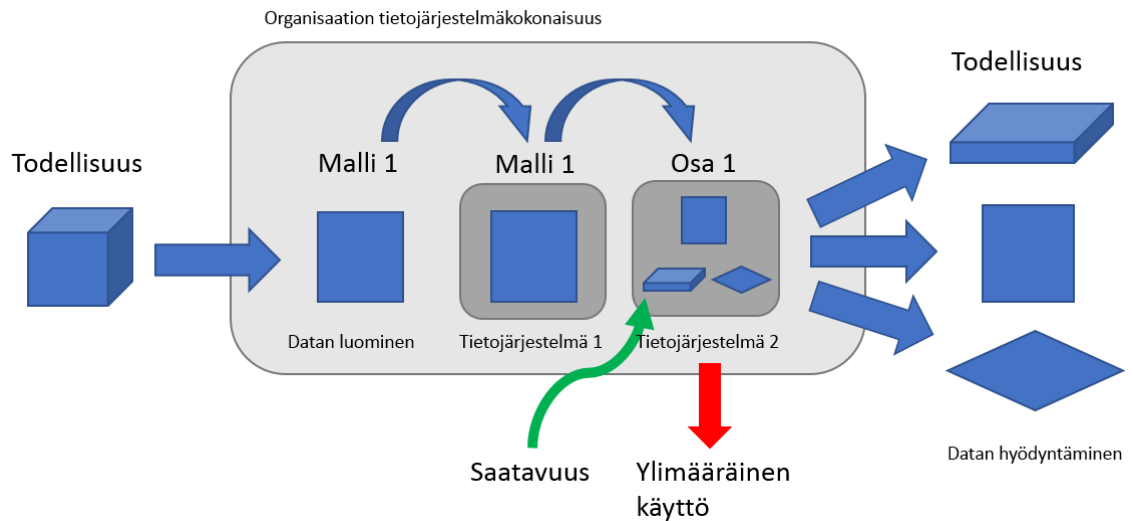 Organisaation tietojärjestelmäkokonaisuus
Todellisuus
Todellisuus
Malli 1
Malli 1
Osa 1
Datan luominen
Tietojärjestelmä 1
Tietojärjestelmä 2
Saatavuus
Ylimääräinen
käyttö
Datan hyödyntäminen